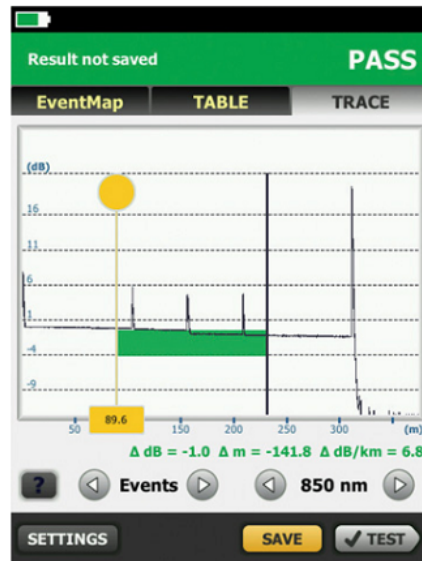 Result not saved
PASS
EventMap TABLE TRACE
(dB)
16
11
6
1
-4
-9
89.6
50 150 200 250 300 (m)
Δ dB = -1.0 Δ m = -141.8 Δ dB/km = 6.8
? Events 850 nm
SETTINGS SAVE TEST